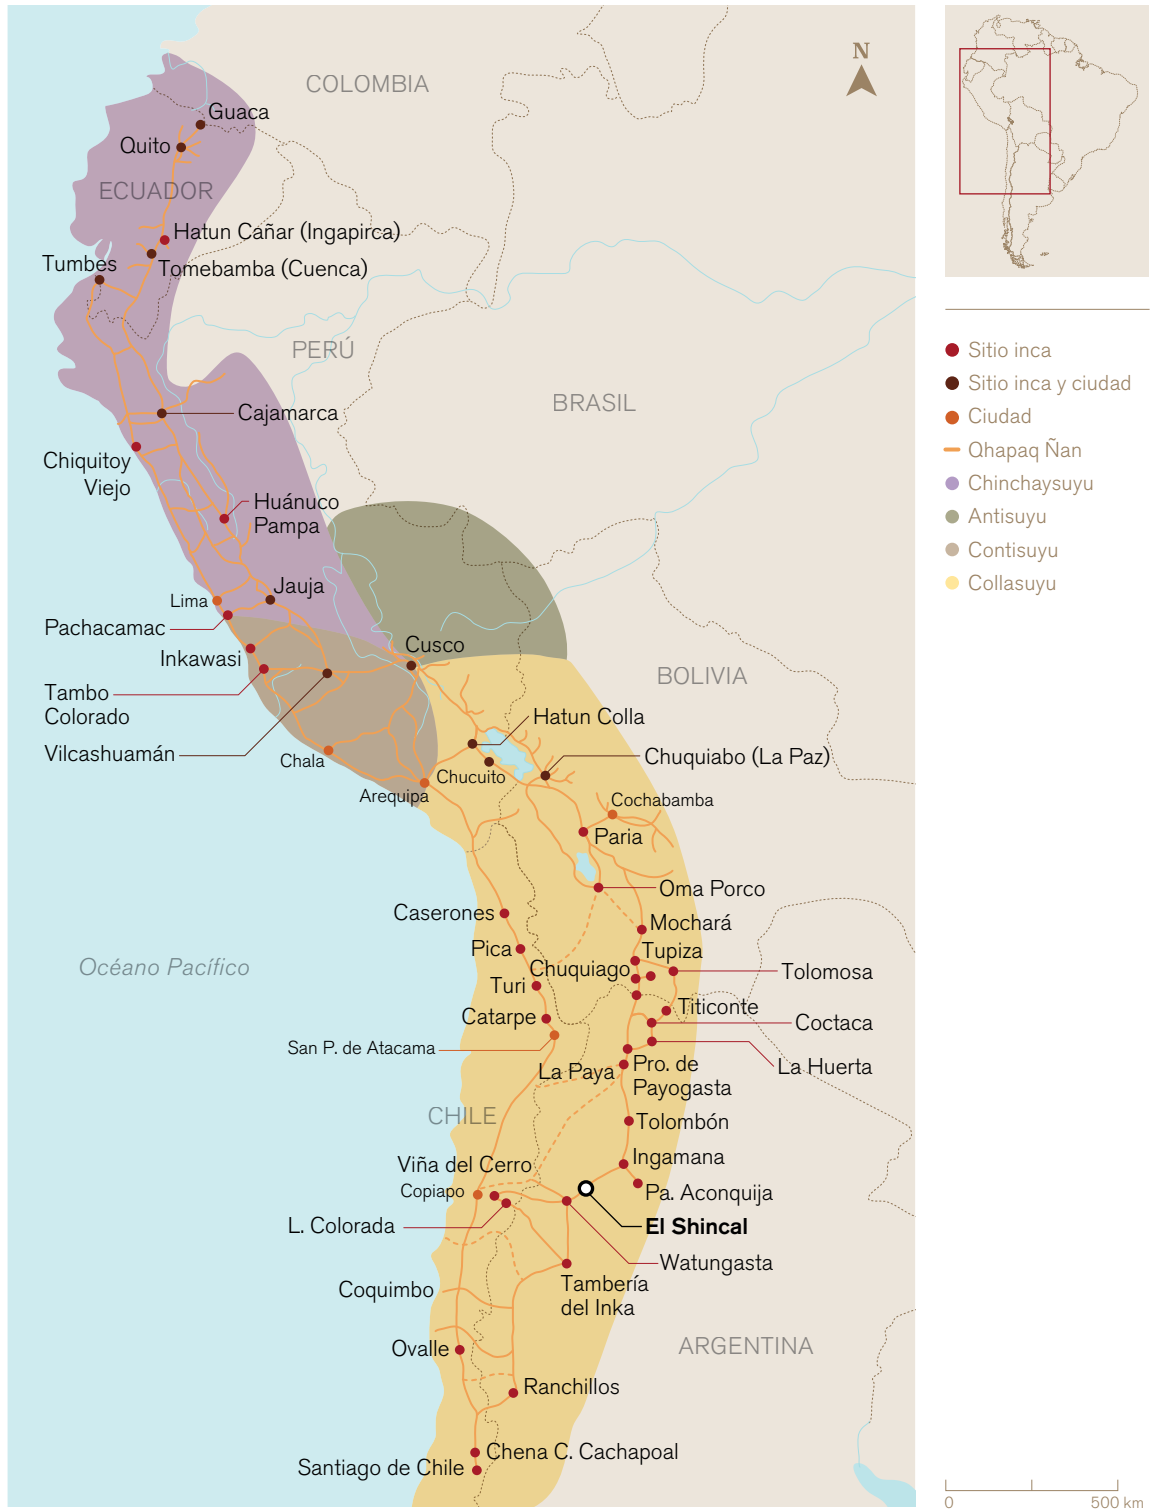 COLOMBIA
N
Guaca
Quito
ECUADOR
Hatun Cañar (Ingapirca)
Tumbes
Tomebamba (Cuenca)
PERÚ
BRASIL
Cajamarca
Chiquitoy
Viejo
Huánuco
Pampa
Jauja
Lima
Pachacamac
Inkawasi
Cusco
Tambo
Colorado
BOLIVIA
Hatun Colla
Vilcashuamán
Chala
Chucuito
Chuquiabo (La Paz)
Arequipa
Cochabamba
Paria
Oma Porco
Caserones
Mochará
Pica
Tupiza
Océano Pacífico
Chuquiago
Tolomosa
Turi
Titiconte
Catarpe
Coctaca
San P. de Atacama
La Paya
Pro. de
Payogasta
La Huerta
CHILE
Tolombón
Viña del Cerro
Ingamana
Copiapo
Pa. Aconquija
L. Colorada
El Shincal
Watungasta
Coquimbo
Tambería
del Inka
Ovalle
ARGENTINA
Ranchillos
Chena C. Cachapoal
Santiago de Chile
Sitio inca
Sitio inca y ciudad
Ciudad
Qhapaq Ñan
Chinchaysuyu
Antisuyu
Contisuyu
Collasuyu
0 500 km